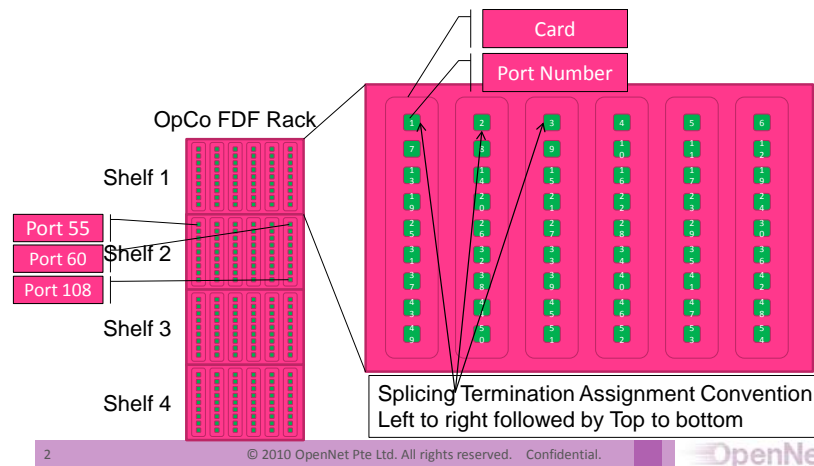 Card
Port Number
OpCo FDF Rack
Shelf 1
Shelf 2
Shelf 3
Shelf 4
Port 55
Port 60
Port 108
1 2 3 4 5 6
7 8 9 10 11 12
13 14 15 16 17 19
19 20 21 22 23 24
25 26 27 28 29 30
31 32 33 34 35 36
37 38 39 40 41 42
43 45 46 47 48
49 50 51 52 53 54
Splicing Termination Assignment Convention
Left to right followed by Top to bottom
2
© 2010 OpenNet Pte Ltd. All rights reserved. Confidential.
OpenNe